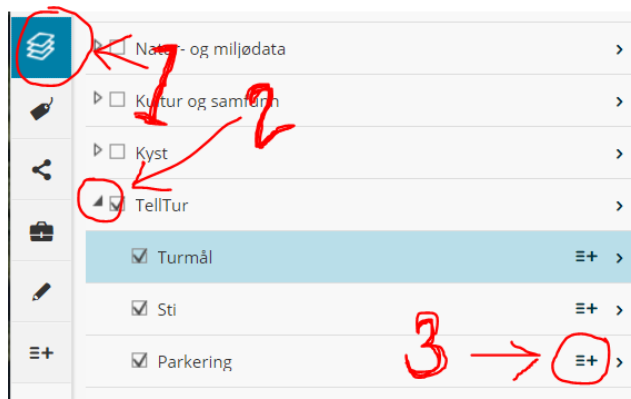 Natur- og miljødata
1
Kultur og samfunn
2
Kyst
TellTur
Turmål
Sti
3
Parkering